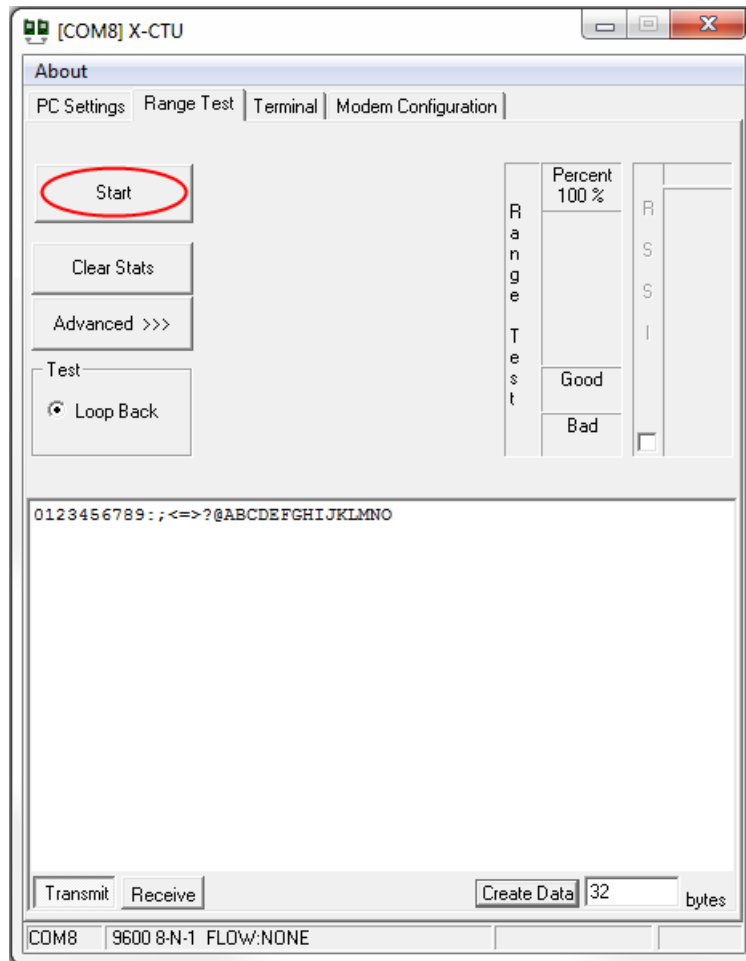 [COM8] X-CTU
About
PC Settings Range Test Terminal Modem Configuration
Start
Clear Stats
Advanced >>>
Test
Loop Back
Range Test
Percent
100 %
Good
Bad
RSSI
0123456789:;<=>?@ABCDEFGHIJKLMNO
Transmit Receive Create Data 32 bytes
COM8 9600 8-N-1 FLOW:NONE